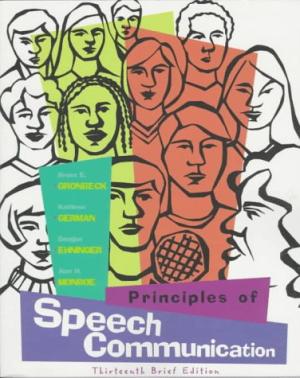 Bruce E.
GRONBECK
Kathleen
GERMAN
Douglas
EHNINGER
Alan H.
MONROE
Principles of
Speech
Communication
Thirteenth Brief Edition